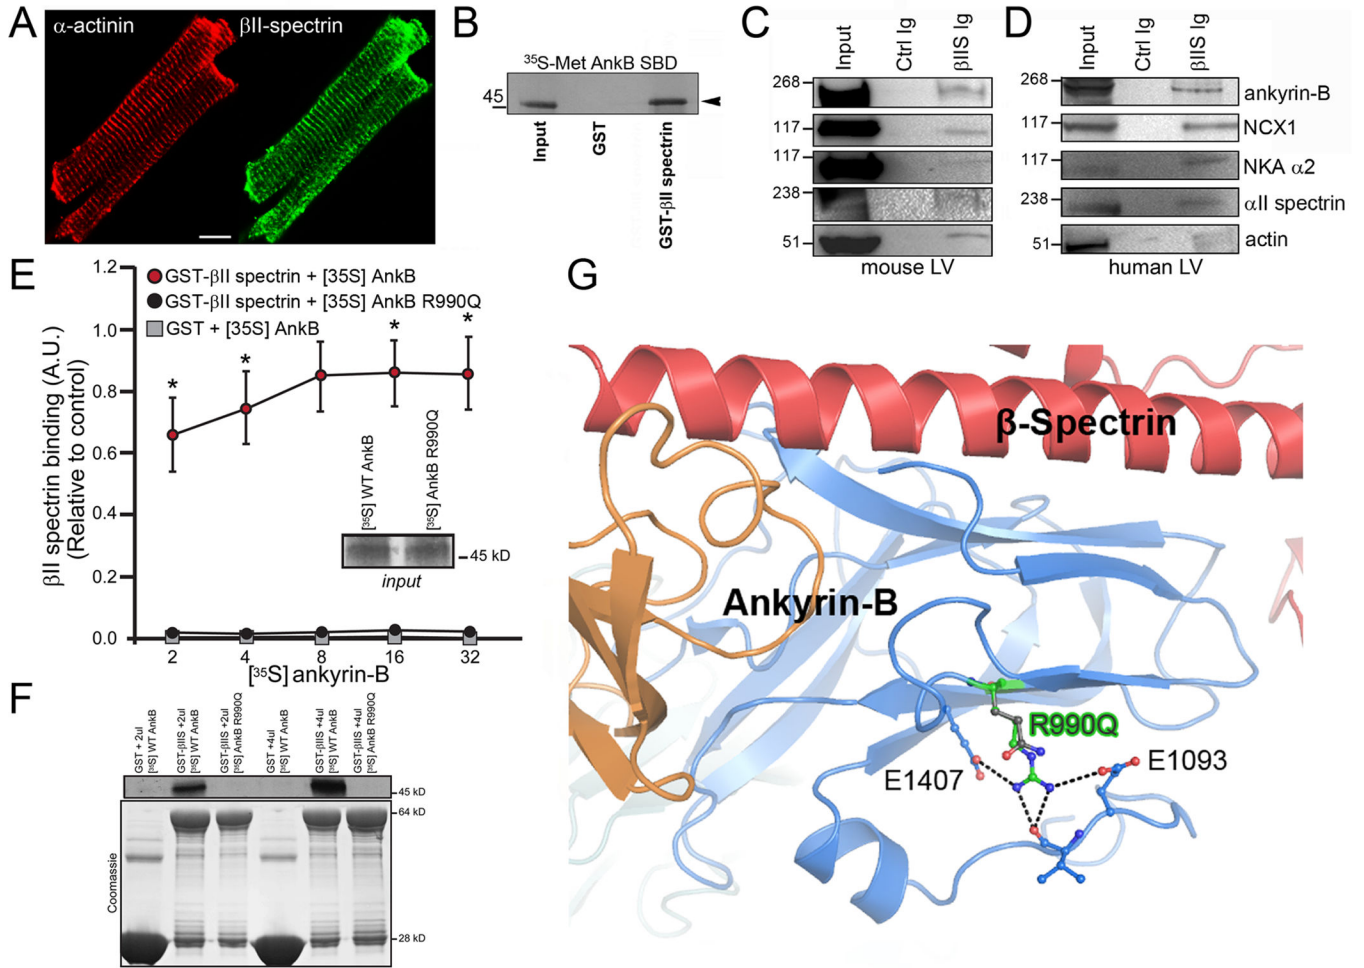 A
α-actinin
βII-spectrin
B
³⁵S-Met AnkB SBD
45
Input
GST
GST-βII spectrin
C
Input
Ctrl Ig
βIIS Ig
268
117
117
238
51
mouse LV
D
Input
Ctrl Ig
βIIS Ig
268
117
117
238
51
ankyrin-B
NCX1
NKA α2
αII spectrin
actin
human LV
E
βII spectrin binding (A.U.)
(Relative to control)
1.2
1.0
0.8
0.6
0.4
0.2
0.0
GST-βII spectrin + [35S] AnkB
GST-βII spectrin + [35S] AnkB R990Q
GST + [35S] AnkB
*
*
*
*
[³⁵S] WT AnkB
[³⁵S] AnkB R990Q
45 kD
input
2
4
8
16
32
[³⁵S] ankyrin-B
F
GST + 2ul
[³⁵S] WT AnkB
GST-βIIS +2ul
[³⁵S] WT AnkB
GST-βIIS +2ul
[³⁵S] AnkB R990Q
GST +4ul
[³⁵S] WT AnkB
GST-βIIS +4ul
[³⁵S] WT AnkB
GST-βIIS +4ul
[³⁵S] AnkB R990Q
45 kD
64 kD
28 kD
Coomassie
G
β-Spectrin
Ankyrin-B
R990Q
E1407
E1093